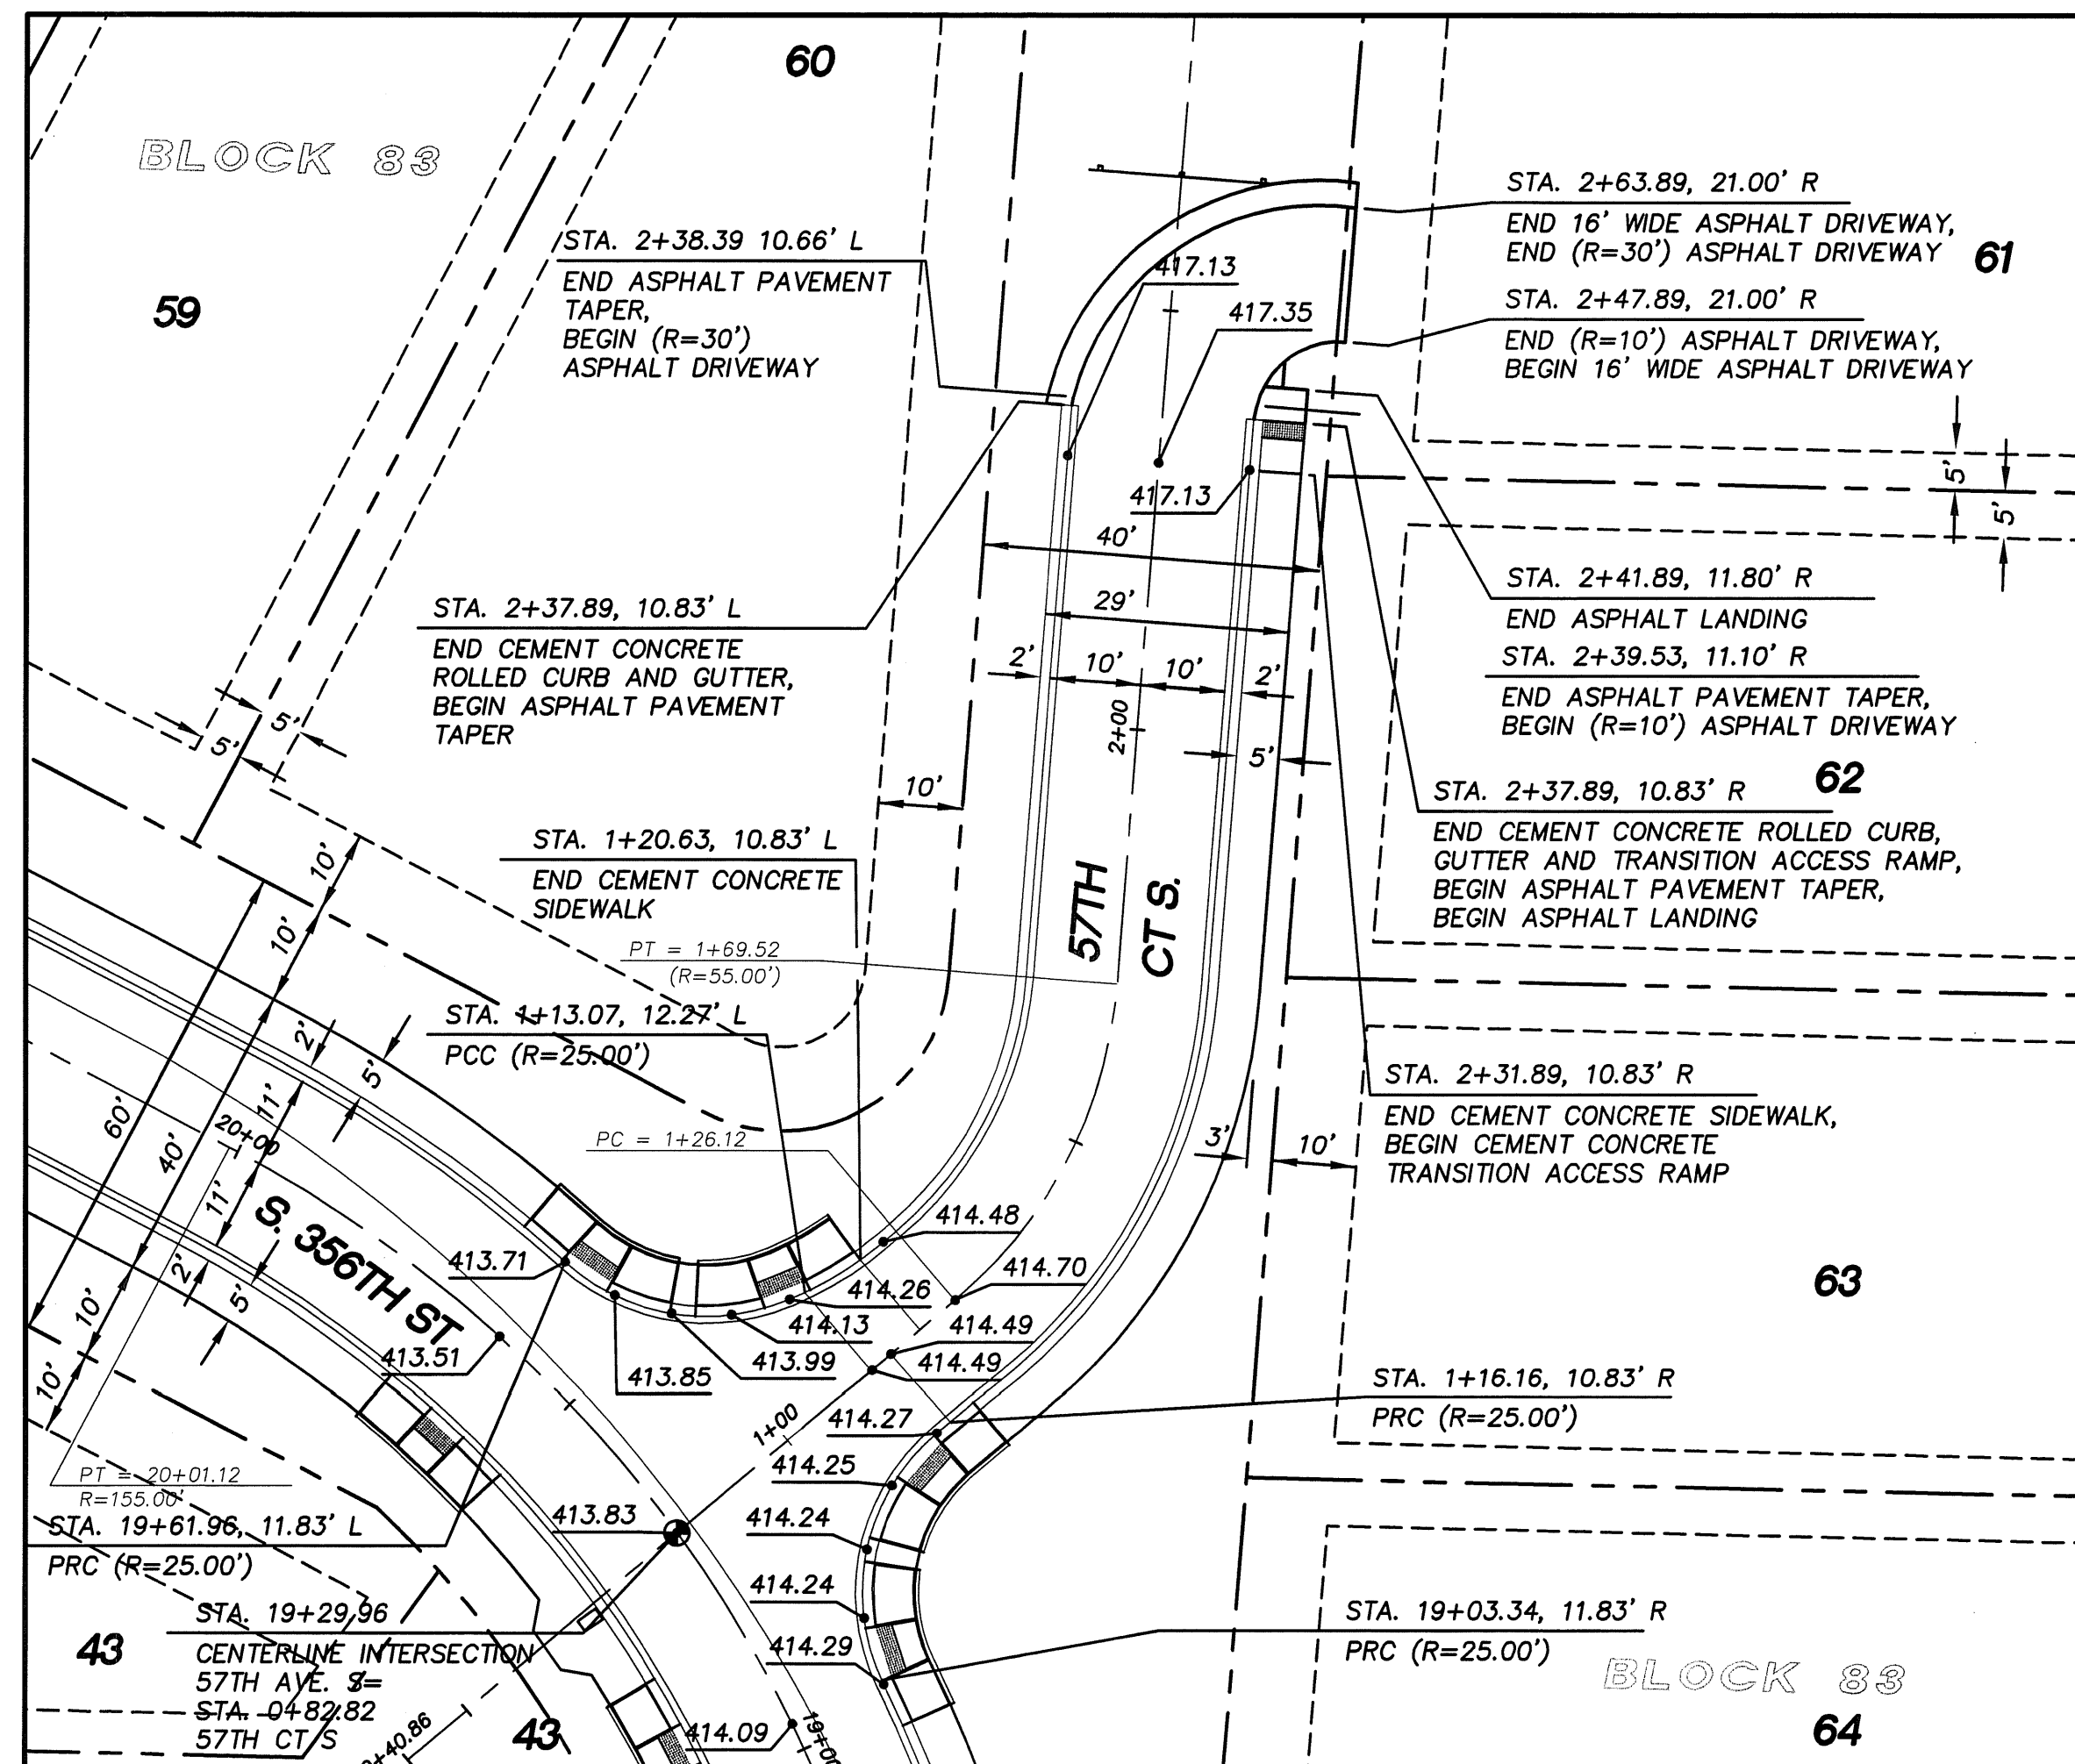 60
BLOCK 83
59
STA. 2+38.39 10.66' L
END ASPHALT PAVEMENT
TAPER,
BEGIN (R=30')
ASPHALT DRIVEWAY
417.13
417.35
417.13
STA. 2+63.89, 21.00' R
END 16' WIDE ASPHALT DRIVEWAY,
END (R=30') ASPHALT DRIVEWAY
61
STA. 2+47.89, 21.00' R
END (R=10') ASPHALT DRIVEWAY,
BEGIN 16' WIDE ASPHALT DRIVEWAY
5'
5'
40'
29'
2'
10'
10'
2'
2+00
5'
10'
STA. 2+37.89, 10.83' L
END CEMENT CONCRETE
ROLLED CURB AND GUTTER,
BEGIN ASPHALT PAVEMENT
TAPER
STA. 2+41.89, 11.80' R
END ASPHALT LANDING
STA. 2+39.53, 11.10' R
END ASPHALT PAVEMENT TAPER,
BEGIN (R=10') ASPHALT DRIVEWAY
62
STA. 2+37.89, 10.83' R
END CEMENT CONCRETE ROLLED CURB,
GUTTER AND TRANSITION ACCESS RAMP,
BEGIN ASPHALT PAVEMENT TAPER,
BEGIN ASPHALT LANDING
5'
5'
STA. 1+20.63, 10.83' L
END CEMENT CONCRETE
SIDEWALK
PT = 1+69.52
(R=55.00')
57TH
CT S.
STA. 1+13.07, 12.27' L
PCC (R=25.00')
PC = 1+26.12
10'
10'
2'
5'
11'
60'
40'
20+00
11'
2'
5'
10'
10'
S. 356TH ST
STA. 2+31.89, 10.83' R
END CEMENT CONCRETE SIDEWALK,
BEGIN CEMENT CONCRETE
TRANSITION ACCESS RAMP
3'
10'
63
414.48
414.70
413.71
414.26
414.13
414.49
413.99
414.49
413.85
413.51
STA. 1+16.16, 10.83' R
PRC (R=25.00')
1+00
414.27
414.25
414.24
413.83
414.24
414.29
414.09
PT = 20+01.12
R=155.00'
STA. 19+61.96, 11.83' L
PRC (R=25.00')
STA. 19+29.96
CENTERLINE INTERSECTION
57TH AVE. S=
STA. 0+82.82
57TH CT S
43
43
19+00
STA. 19+03.34, 11.83' R
PRC (R=25.00')
BLOCK 83
64